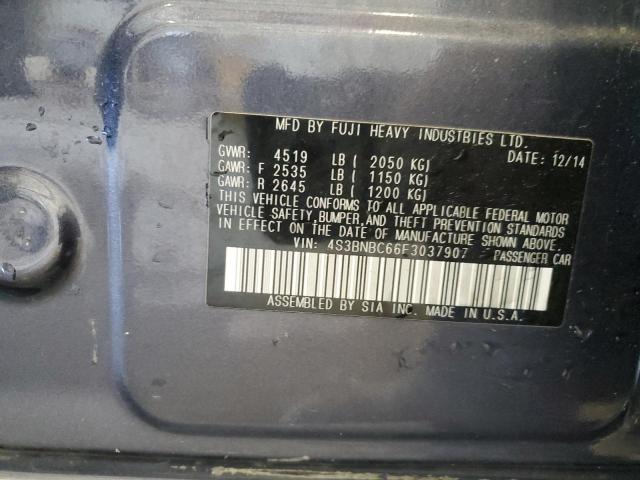 MFD BY FUJI HEAVY INDUSTRIES LTD.
GVWR: 4519 LB ( 2050 KG) DATE: 12/14
GAWR: F 2535 LB ( 1150 KG)
GAWR: R 2645 LB ( 1200 KG)
THIS VEHICLE CONFORMS TO ALL APPLICABLE FEDERAL MOTOR
VEHICLE SAFETY, BUMPER, AND THEFT PREVENTION STANDARDS
IN EFFECT ON THE DATE OF MANUFACTURE SHOWN ABOVE.
VIN: 4S3BNBC66F3037907 PASSENGER CAR
ASSEMBLED BY SIA INC. MADE IN U.S.A.